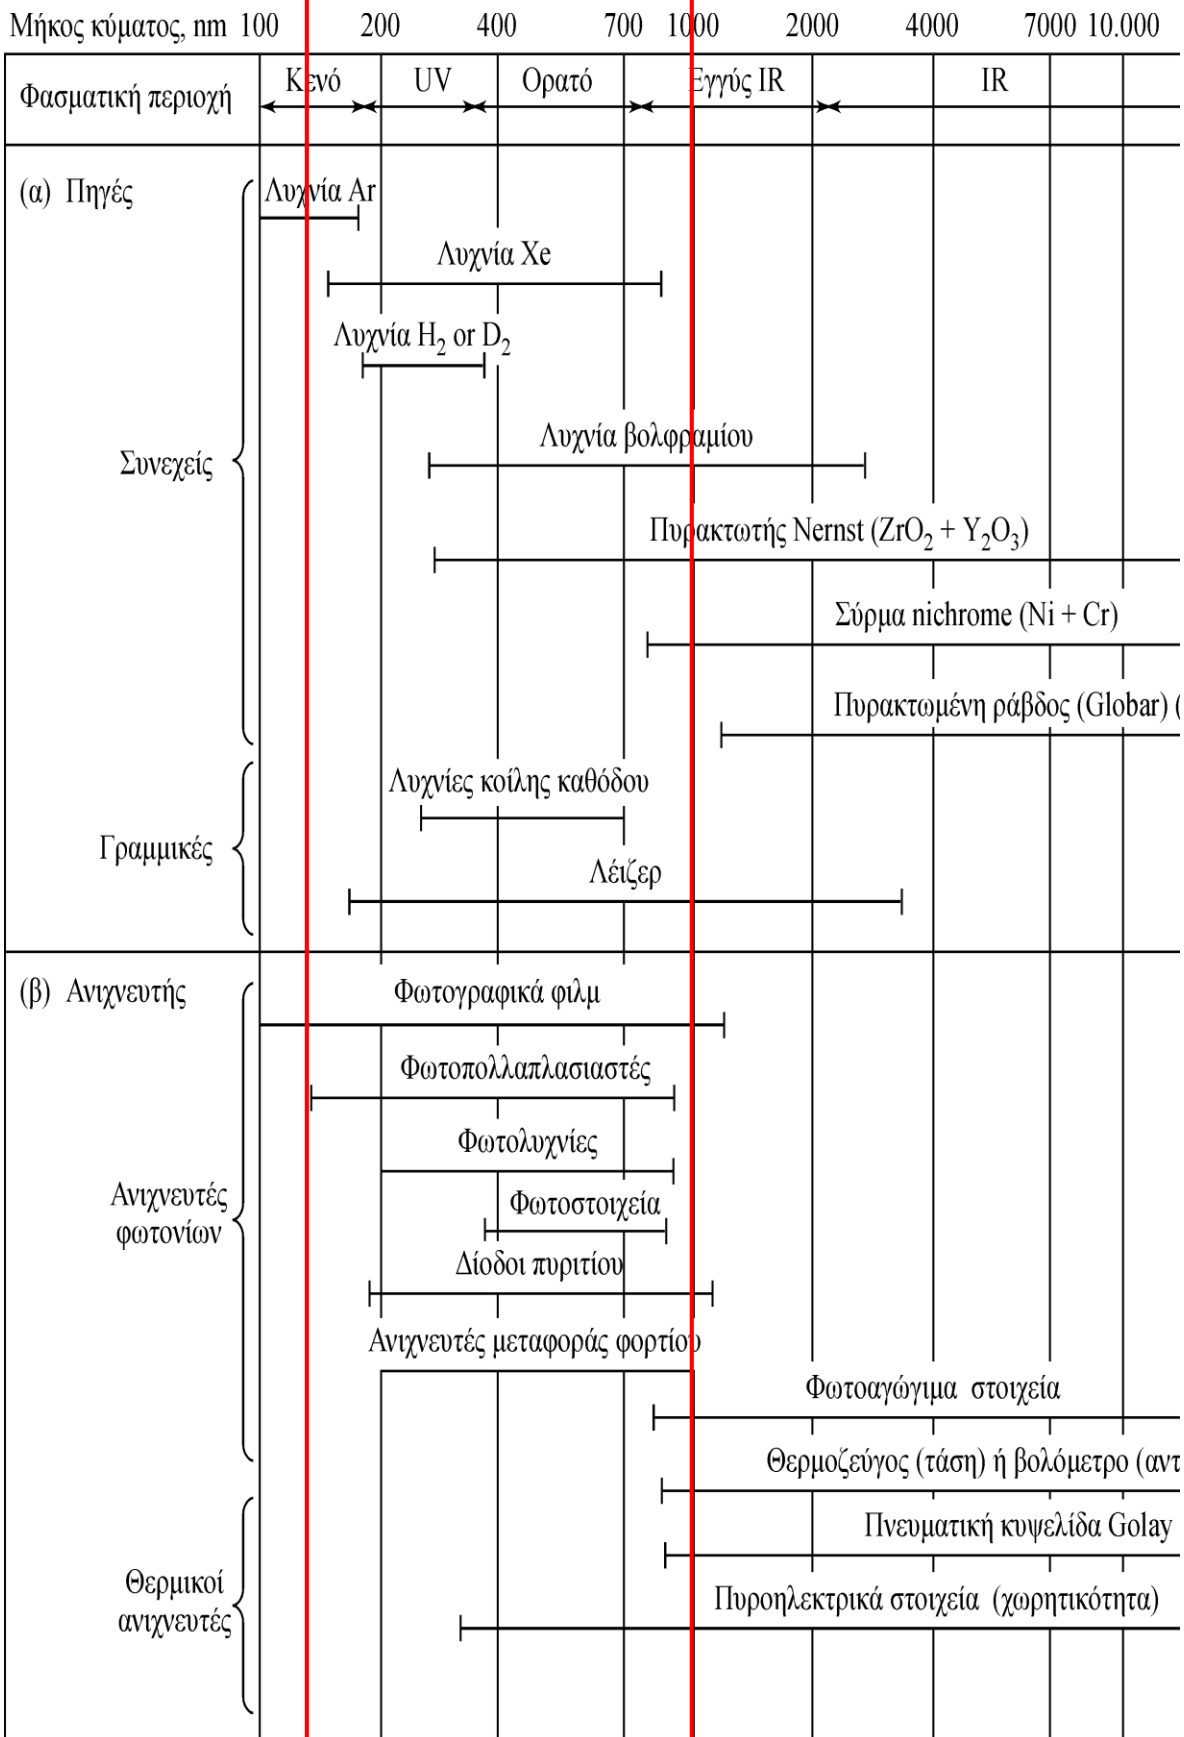 Μήκος κύματος, nm 100 200 400 700 1000 2000 4000 7000 10.000
Φασματική περιοχή Κενό UV Ορατό Εγγύς IR IR
(α) Πηγές
Λυχνία Ar
Λυχνία Xe
Λυχνία H2 or D2
Λυχνία βολφραμίου
Συνεχείς
Πυρακτωτής Nernst (ZrO2 + Y2O3)
Σύρμα nichrome (Ni + Cr)
Πυρακτωμένη ράβδος (Globar) (
Λυχνίες κοίλης καθόδου
Γραμμικές
Λέιζερ
(β) Ανιχνευτής
Φωτογραφικά φιλμ
Φωτοπολλαπλασιαστές
Φωτολυχνίες
Ανιχνευτές
φωτονίων
Φωτοστοιχεία
Δίοδοι πυριτίου
Ανιχνευτές μεταφοράς φορτίου
Φωτοαγώγιμα στοιχεία
Θερμοζεύγος (τάση) ή βολόμετρο (αντ
Πνευματική κυψελίδα Golay
Θερμικοί
ανιχνευτές
Πυροηλεκτρικά στοιχεία (χωρητικότητα)